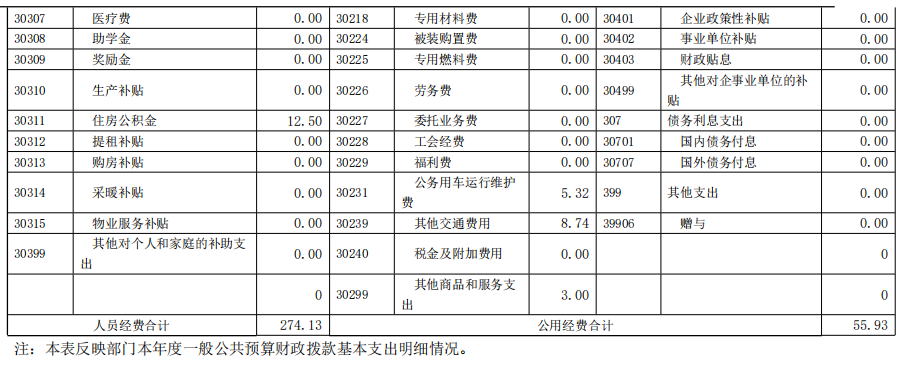 30307 医疗费 0.00 30218 专用材料费 0.00 30401 企业政策性补贴 0.00
30308 助学金 0.00 30224 被装购置费 0.00 30402 事业单位补贴 0.00
30309 奖励金 0.00 30225 专用燃料费 0.00 30403 财政贴息 0.00
30310 生产补贴 0.00 30226 劳务费 0.00 30499 其他对企事业单位的补
贴 0.00
30311 住房公积金 12.50 30227 委托业务费 0.00 307 债务利息支出 0.00
30312 提租补贴 0.00 30228 工会经费 0.00 30701 国内债务付息 0.00
30313 购房补贴 0.00 30229 福利费 0.00 30707 国外债务付息 0.00
30314 采暖补贴 0.00 30231 公务用车运行维护
费 5.32 399 其他支出 0.00
30315 物业服务补贴 0.00 30239 其他交通费用 8.74 39906 赠与 0.00
30399 其他对个人和家庭的补助支
出 0.00 30240 税金及附加费用 0.00 0
0 30299 其他商品和服务支
出 3.00 0
人员经费合计 274.13 公用经费合计 55.93
注：本表反映部门本年度一般公共预算财政拨款基本支出明细情况。